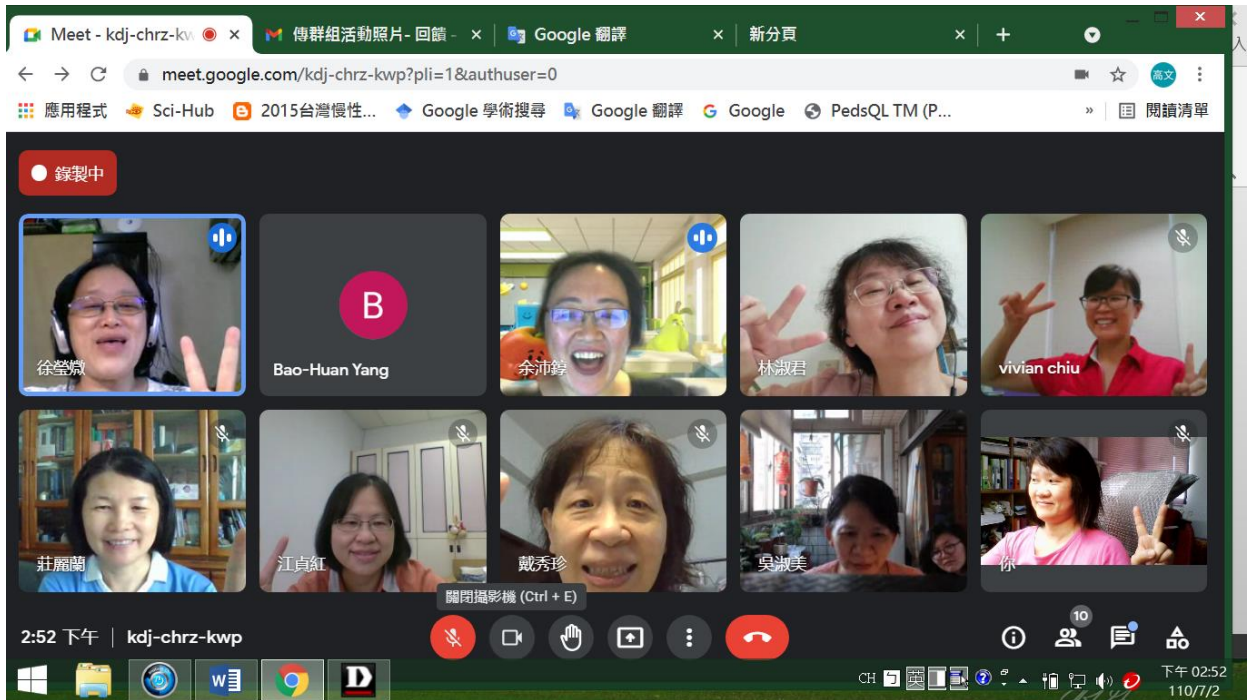 Meet - kdj-chrz-kw
傳群組活動照片- 回饋 -
Google 翻譯
新分頁
meet.google.com/kdj-chrz-kwp?pli=1&authuser=0
高文
應用程式
Sci-Hub
2015台灣慢性...
Google 學術搜尋
Google 翻譯
Google
PedsQL TM (P...
»
閱讀清單
入
錄製中
徐瑩媺
B
Bao-Huan Yang
余沛錞
林淑君
vivian chiu
莊麗蘭
江貞紅
戴秀珍
吳淑美
你
關閉攝影機 (Ctrl + E)
2:52 下午 | kdj-chrz-kwp
10
CH
英
下午 02:52
110/7/2